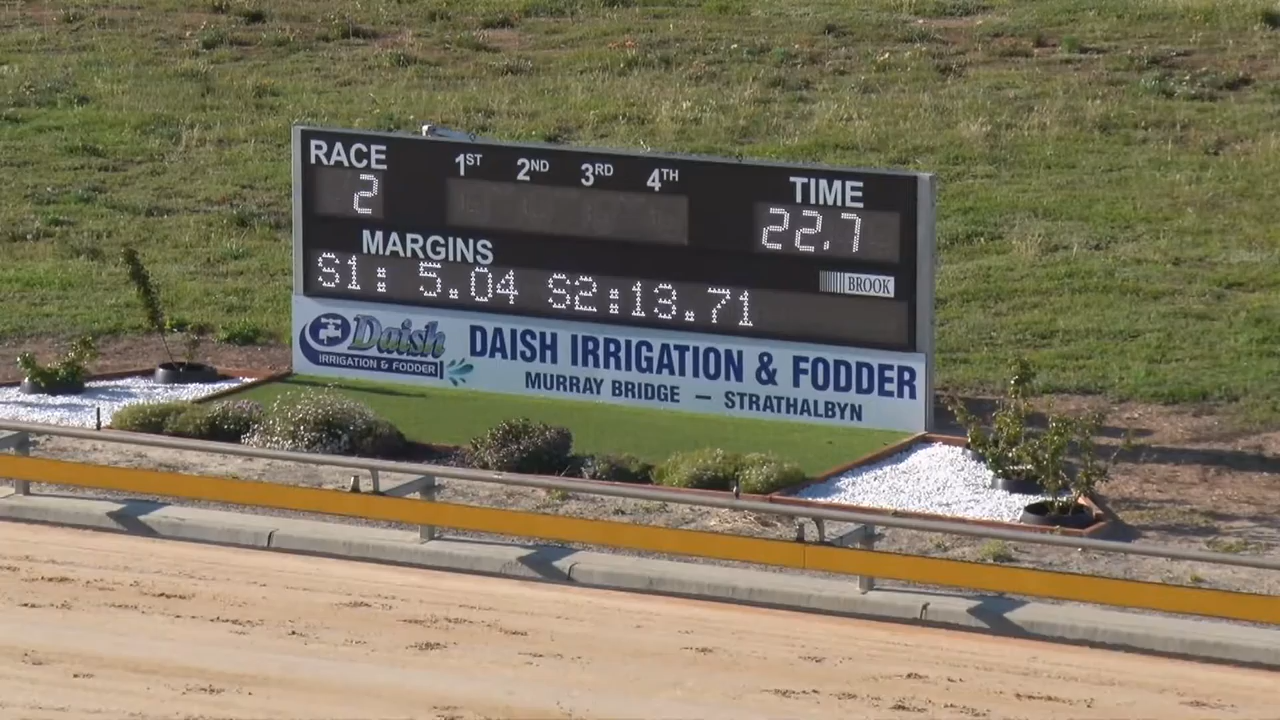 RACE 1ST 2ND 3RD 4TH TIME
2 22.7
MARGINS
BROOK
S1: 5.04 S2:13.71
Daish
IRRIGATION & FODDER
DAISH IRRIGATION & FODDER
MURRAY BRIDGE — STRATHALBYN